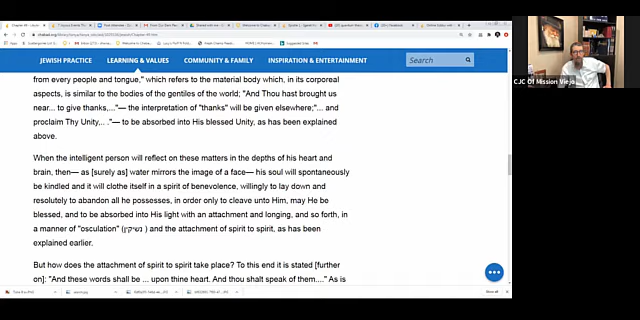 JEWISH PRACTICE LEARNING & VALUES COMMUNITY & FAMILY INSPIRATION & ENTERTAINMENT Search
from every people and tongue," which refers to the material body which, in its corporeal
aspects, is similar to the bodies of the gentiles of the world; "And Thou hast brought us
near... to give thanks,..."— the interpretation of "thanks" will be given elsewhere;"... and
proclaim Thy Unity,.. ."— to be absorbed into His blessed Unity, as has been explained
above.
When the intelligent person will reflect on these matters in the depths of his heart and
brain, then— as [surely as] water mirrors the image of a face— his soul will spontaneously
be kindled and it will clothe itself in a spirit of benevolence, willingly to lay down and
resolutely to abandon all he possesses, in order only to cleave unto Him, may He be
blessed, and to be absorbed into His light with an attachment and longing, and so forth, in
a manner of "osculation" (נשיקין ) and the attachment of spirit to spirit, as has been
explained earlier.
But how does the attachment of spirit to spirit take place? To this end it is stated [further
on]: "And these words shall be ... upon thine heart. And thou shalt speak of them...." As is
Show all
CJC Of Mission Viejo